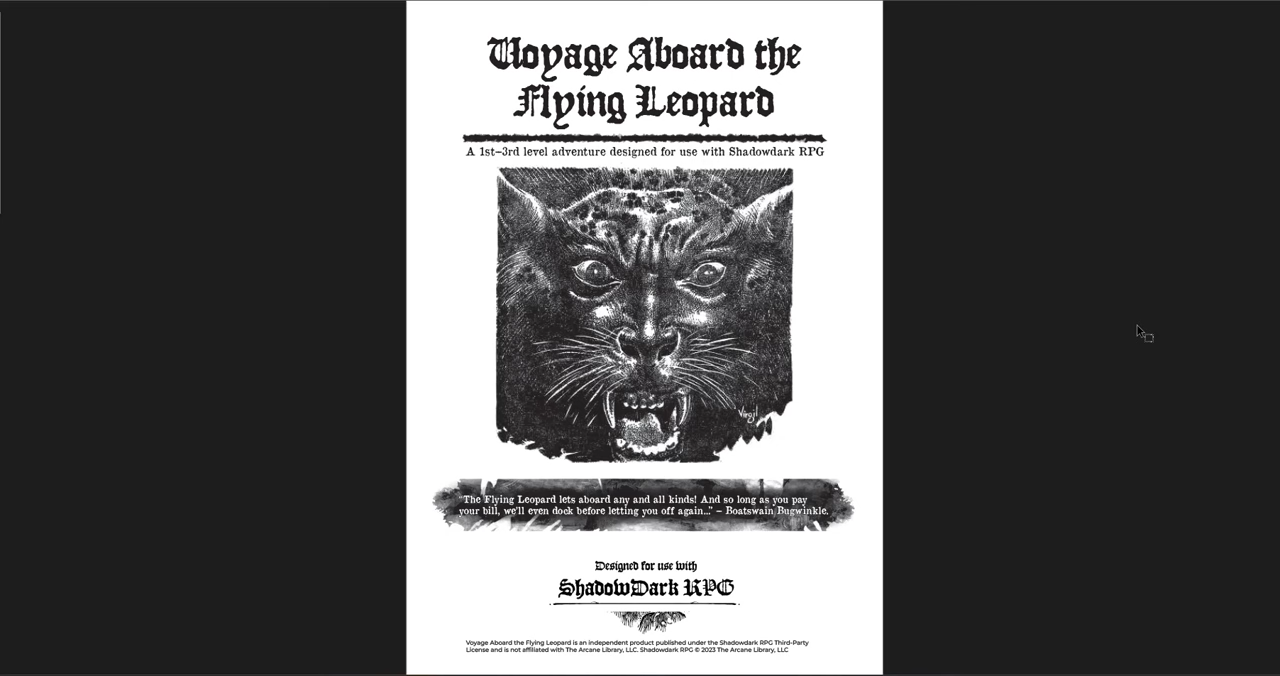 Voyage Aboard the
Flying Leopard
A 1st–3rd level adventure designed for use with Shadowdark RPG
Virgil
"The Flying Leopard lets aboard any and all kinds! And so long as you pay
your bill, we'll even dock before letting you off again..." – Boatswain Bugwinkle.
Designed for use with
ShadowDark RPG
Voyage Aboard the Flying Leopard is an independent product published under the Shadowdark RPG Third-Party
License and is not affiliated with The Arcane Library, LLC. Shadowdark RPG © 2023 The Arcane Library, LLC